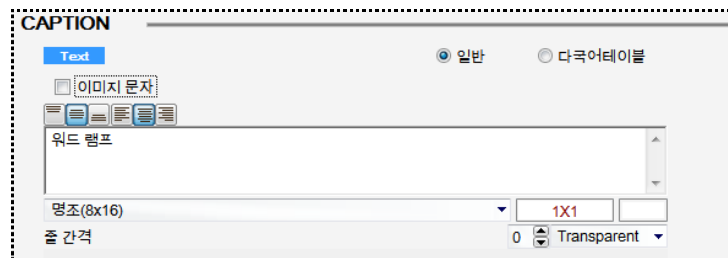 CAPTION
Text 일반 다국어테이블
이미지 문자
워드 램프
명조(8x16) 1X1
줄 간격 0 Transparent